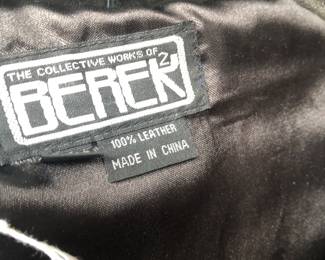 THE COLLECTIVE WORKS OF
BEREK 2
100% LEATHER
MADE IN CHINA